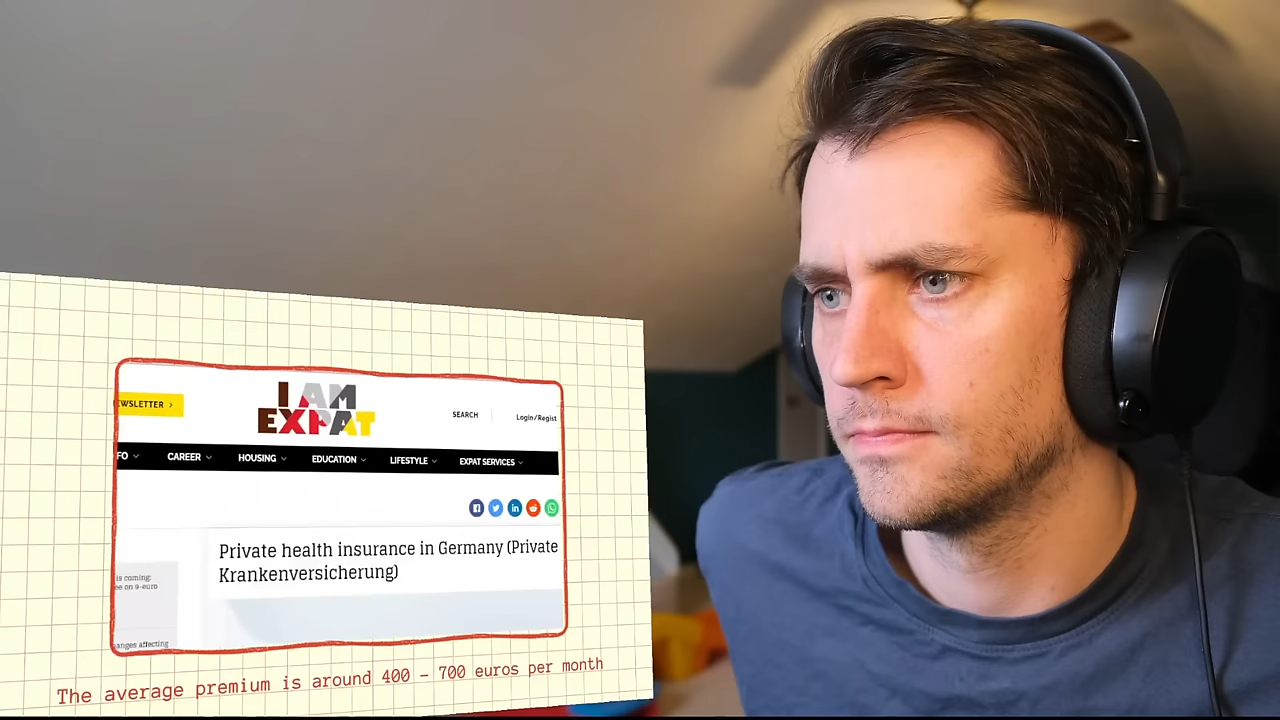 I AM
EXPAT
EWSLETTER
SEARCH
Login/Regist
FO CAREER HOUSING EDUCATION LIFESTYLE EXPAT SERVICES
Private health insurance in Germany (Private
Krankenversicherung)
is coming:
ee on 9-euro
anges affecting
The average premium is around 400 – 700 euros per month